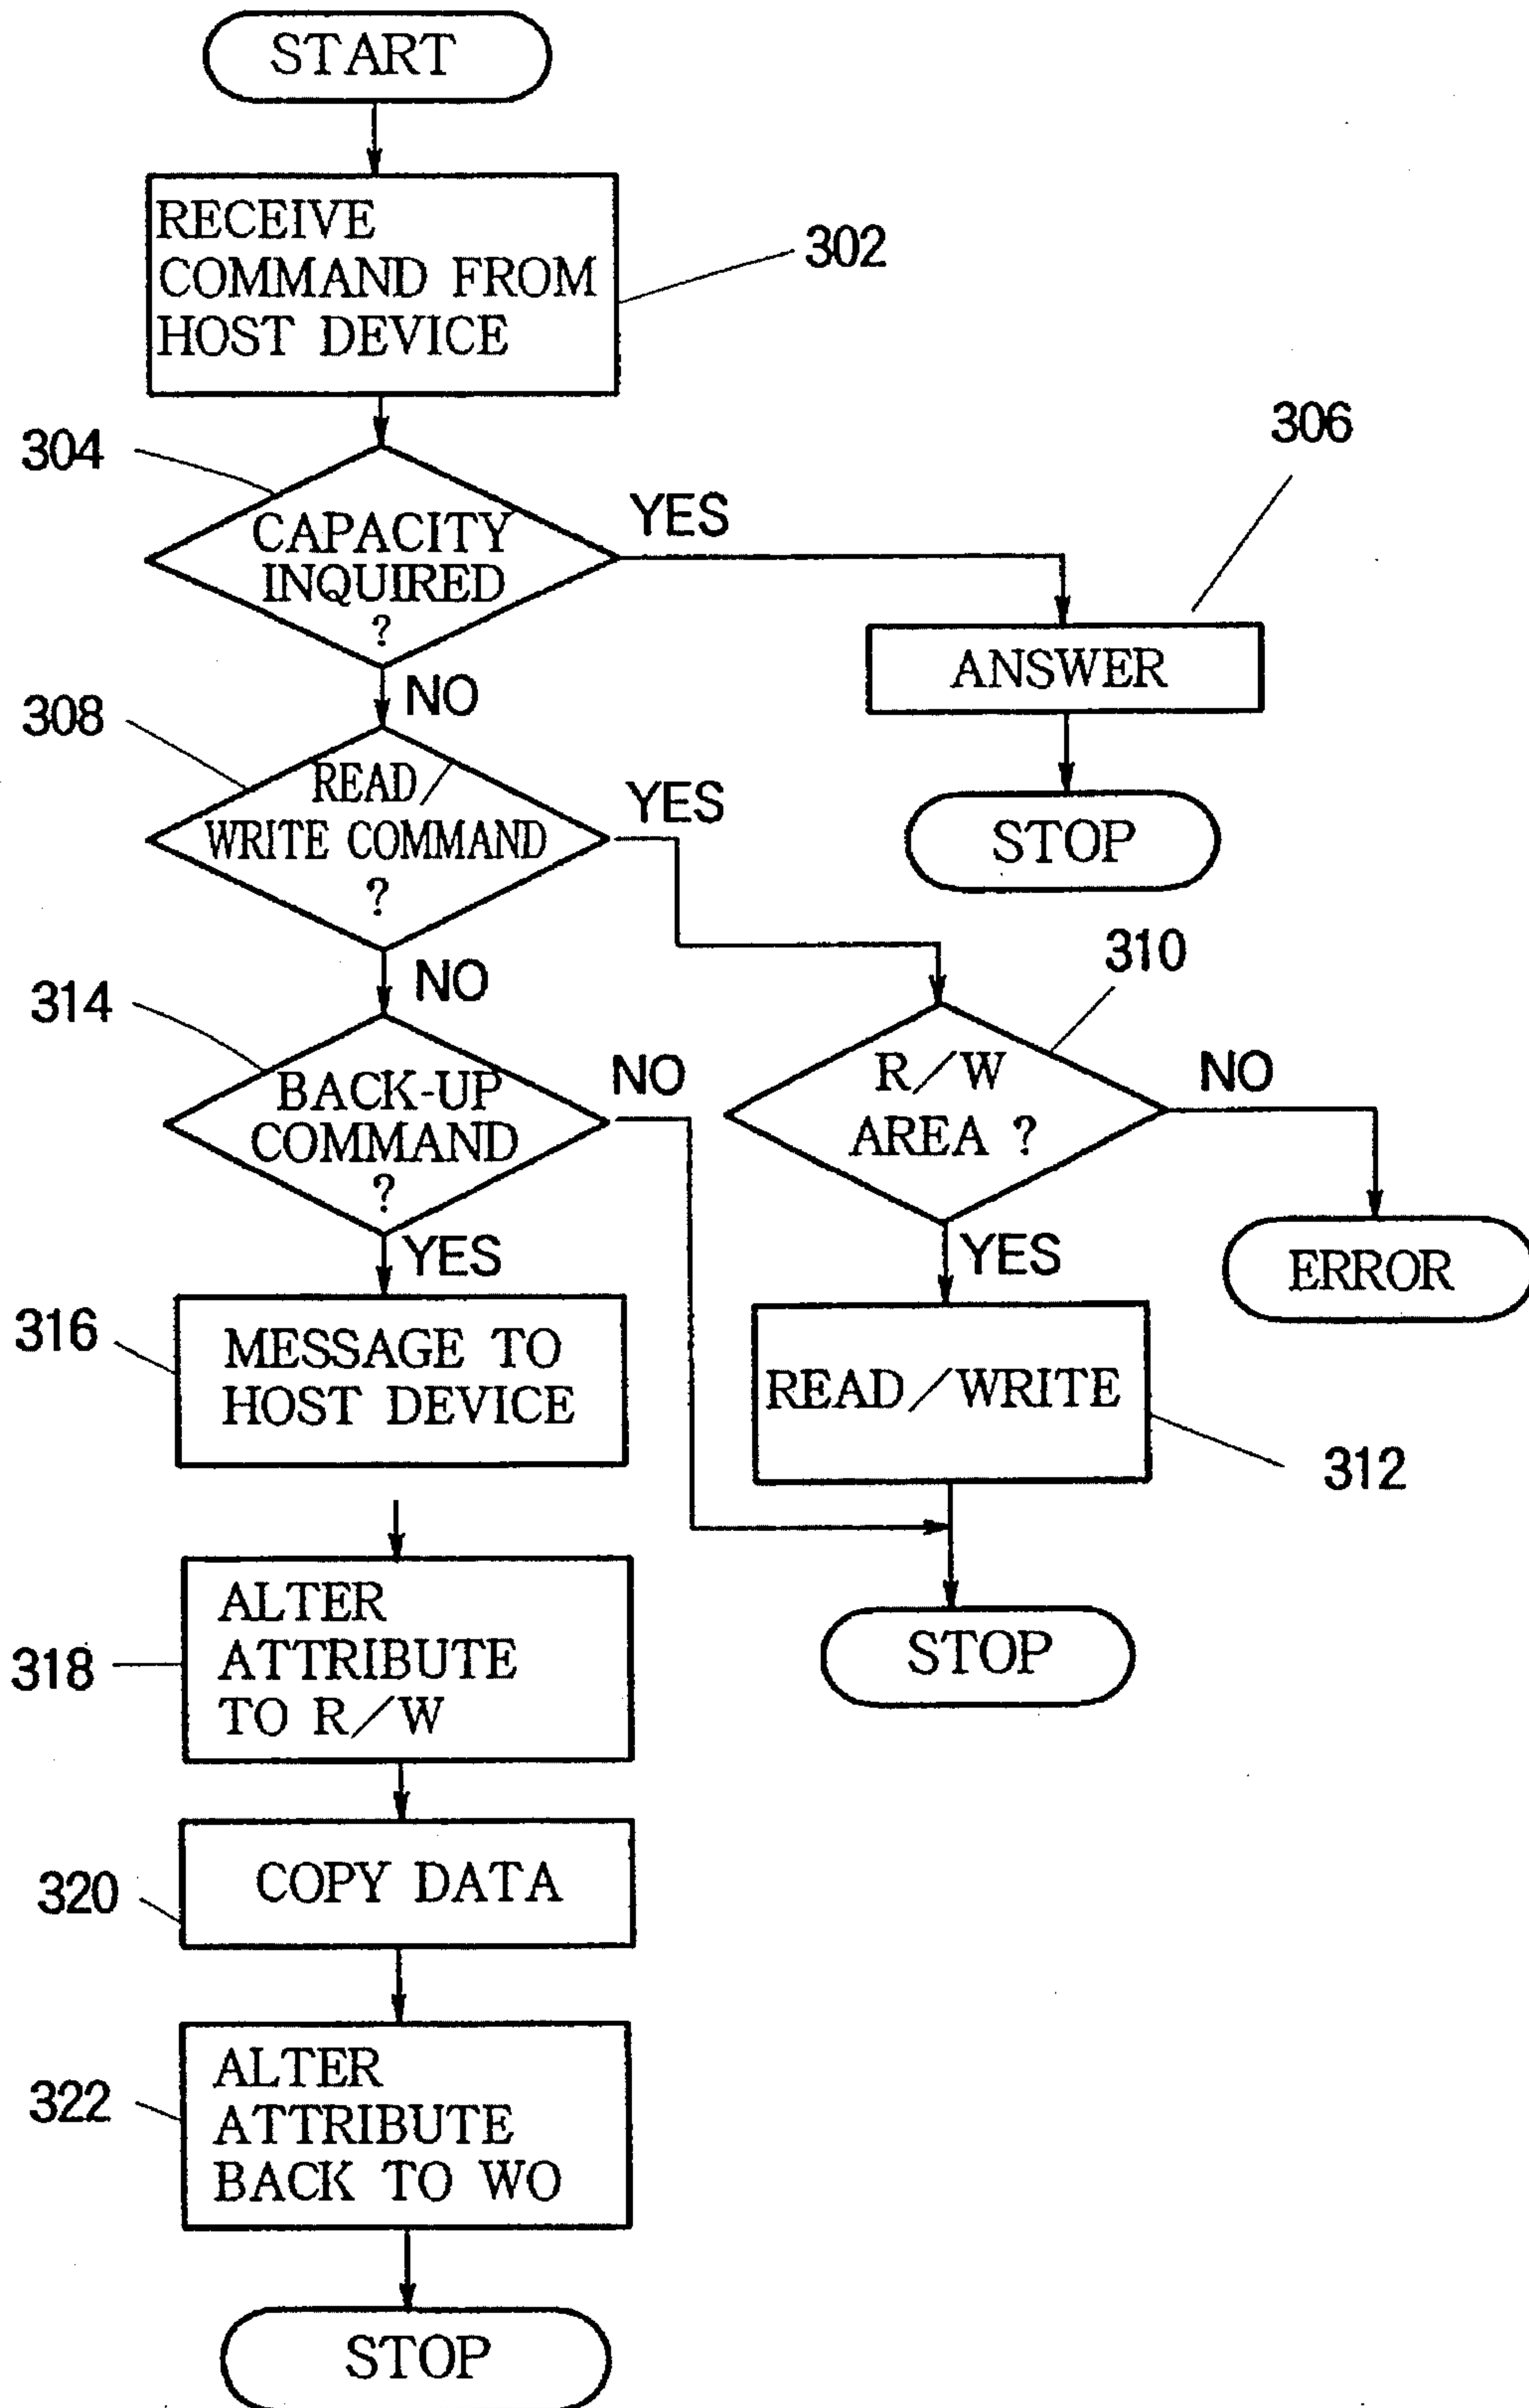 START
RECEIVE
COMMAND FROM
HOST DEVICE
302
304
CAPACITY
INQUIRED
?
YES
306
ANSWER
NO
STOP
308
READ/
WRITE COMMAND
?
YES
NO
310
R/W
AREA ?
NO
ERROR
YES
READ/WRITE
312
314
BACK-UP
COMMAND
?
NO
STOP
YES
316
MESSAGE TO
HOST DEVICE
318
ALTER
ATTRIBUTE
TO R/W
320
COPY DATA
322
ALTER
ATTRIBUTE
BACK TO WO
STOP